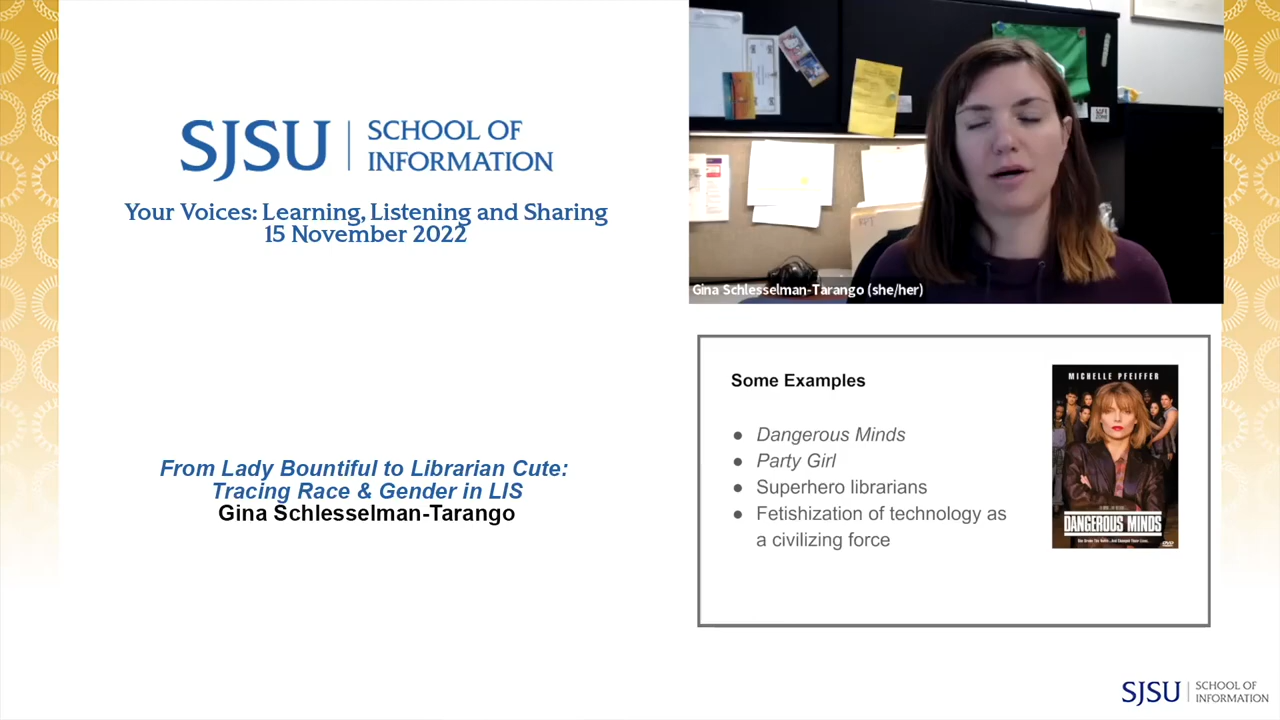 SJSU SCHOOL OF
INFORMATION
Your Voices: Learning, Listening and Sharing
15 November 2022
From Lady Bountiful to Librarian Cute:
Tracing Race & Gender in LIS
Gina Schlesselman-Tarango
Gina Schlesselman-Tarango (she/her)
Some Examples
● Dangerous Minds
● Party Girl
● Superhero librarians
● Fetishization of technology as
a civilizing force
MICHELLE PFEIFFER
DANGEROUS MINDS
SJSU SCHOOL OF
INFORMATION